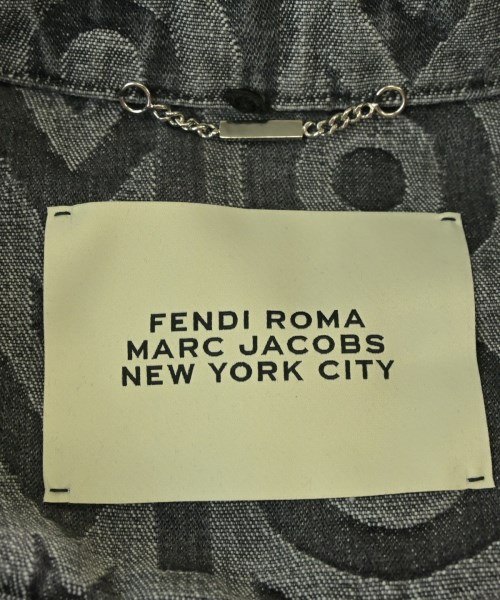 FENDI ROMA
MARC JACOBS
NEW YORK CITY